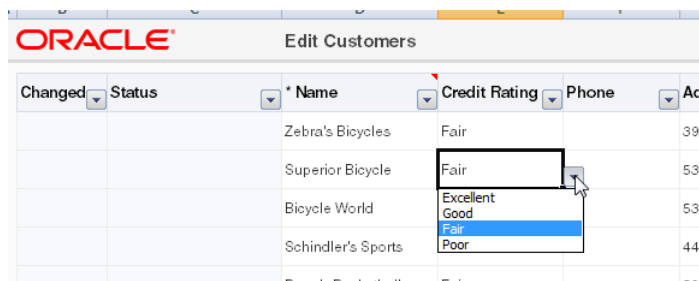 ORACLE
Edit Customers
Changed Status * Name Credit Rating Phone
Zebra's Bicycles Fair 39
Superior Bicycle Fair 53
Excellent
Bicycle World Good 53
Fair
Schindler's Sports Poor 44